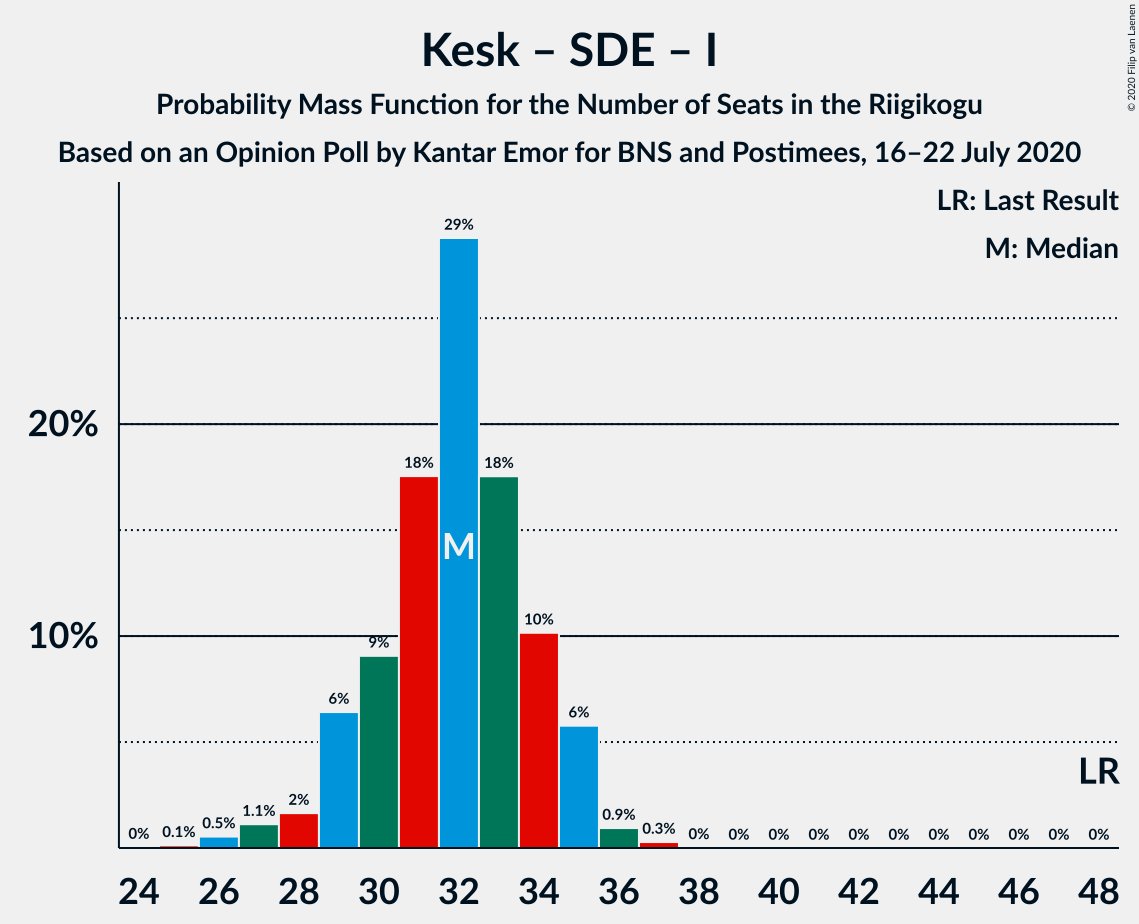 Kesk – SDE – I
Probability Mass Function for the Number of Seats in the Riigikogu
Based on an Opinion Poll by Kantar Emor for BNS and Postimees, 16–22 July 2020
© 2020 Filip van Laenen
LR: Last Result
M: Median
20%
10%
0% 0.1% 0.5% 1.1% 2% 6% 9% 18% 29% 18% 10% 6% 0.9% 0.3% 0% 0% 0% 0% 0% 0% 0% 0% 0% 0% 0%
M
LR
24 26 28 30 32 34 36 38 40 42 44 46 48